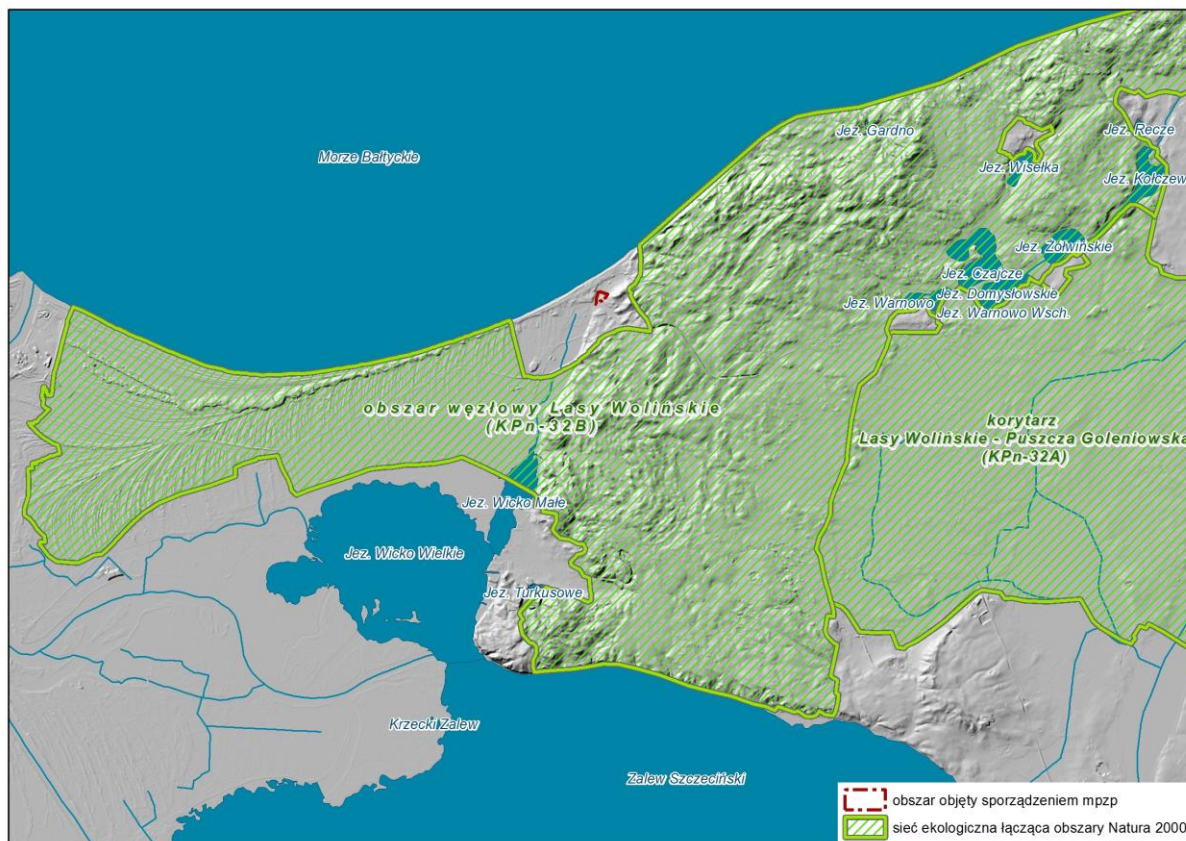 Jez. Gardno
Jez. Recze
Morze Bałtyckie
Jez. Wisełka
Jez. Kołczew
Jez. Żółwińskie
Jez. Czajcze
Jez. Domysłowskie
Jez. Warnowo
Jez. Warnowo Wsch.
obszar węzłowy Lasy Wolińskie
(KPn-32B)
korytarz
Lasy Wolińskie - Puszcza Goleniowska
(KPn-32A)
Jez. Wicko Małe
Jez. Wicko Wielkie
Jez. Turkusowe
Krzecki Zalew
Zalew Szczeciński
obszar objęty sporządzeniem mpzp
sieć ekologiczna łącząca obszary Natura 2000